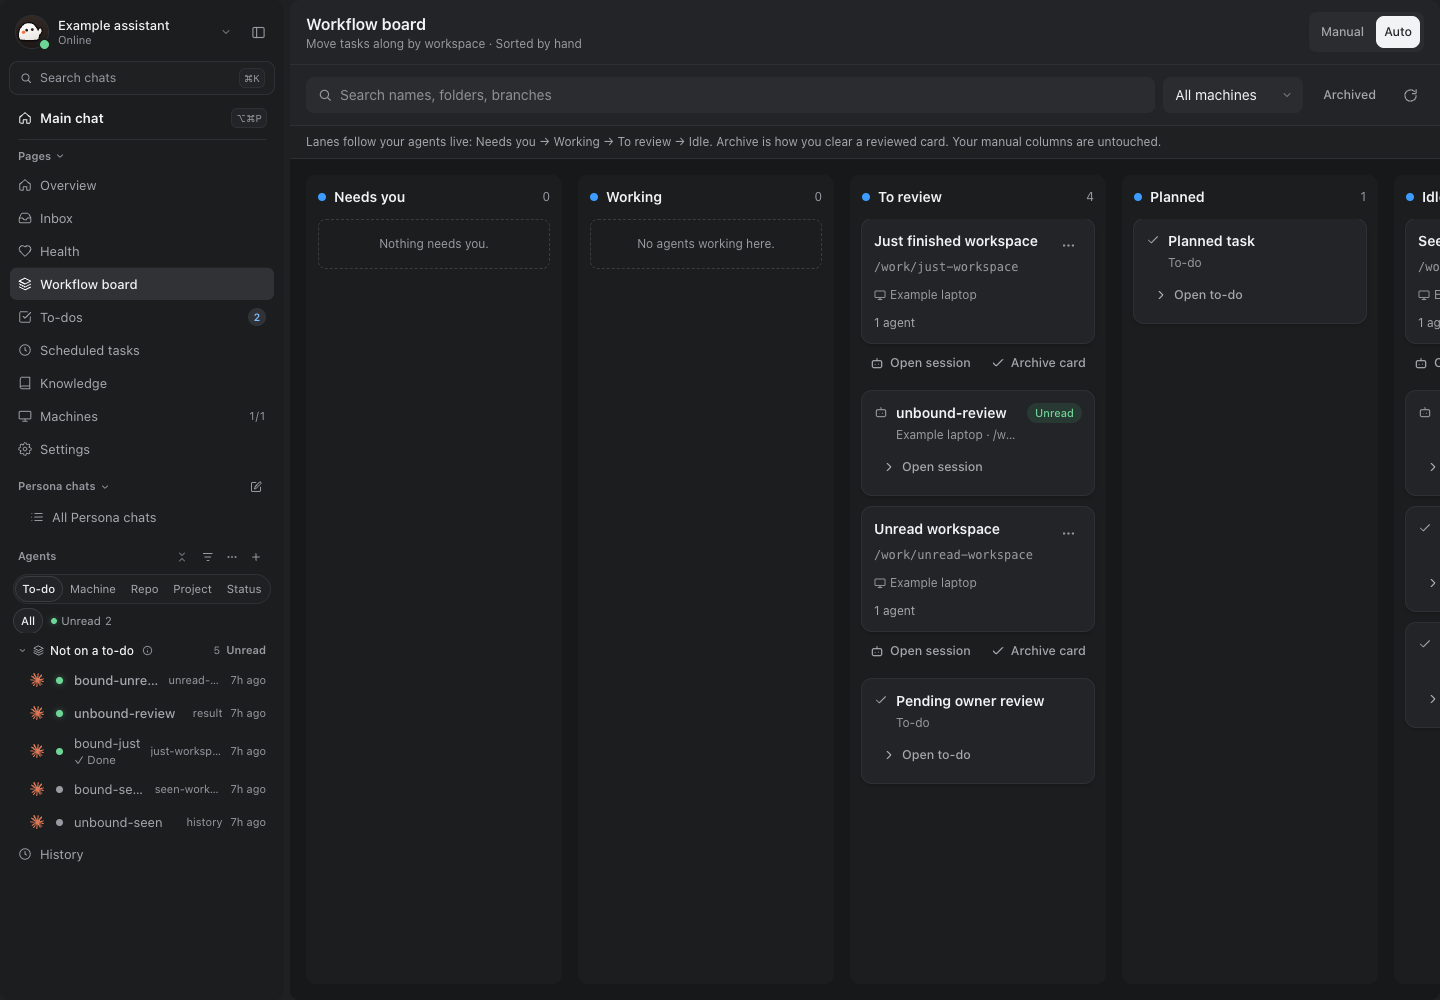 Example assistant
Online
Search chats ⌘K
Main chat ⌥⌘P
Pages
Overview
Inbox
Health
Workflow board
To-dos 2
Scheduled tasks
Knowledge
Machines 1/1
Settings
Persona chats
All Persona chats
Agents
To-do Machine Repo Project Status
All Unread 2
Not on a to-do 5 Unread
bound-unre... unread-... 7h ago
unbound-review result 7h ago
bound-just just-worksp... 7h ago
Done
bound-se... seen-work... 7h ago
unbound-seen history 7h ago
History
Workflow board
Move tasks along by workspace · Sorted by hand
Manual Auto
Search names, folders, branches
All machines
Archived
Lanes follow your agents live: Needs you → Working → To review → Idle. Archive is how you clear a reviewed card. Your manual columns are untouched.
Needs you 0
Nothing needs you.
Working 0
No agents working here.
To review 4
Just finished workspace ...
/work/just-workspace
Example laptop
1 agent
Open session Archive card
unbound-review Unread
Example laptop · /w...
Open session
Unread workspace ...
/work/unread-workspace
Example laptop
1 agent
Open session Archive card
Pending owner review
To-do
Open to-do
Planned 1
Planned task
To-do
Open to-do